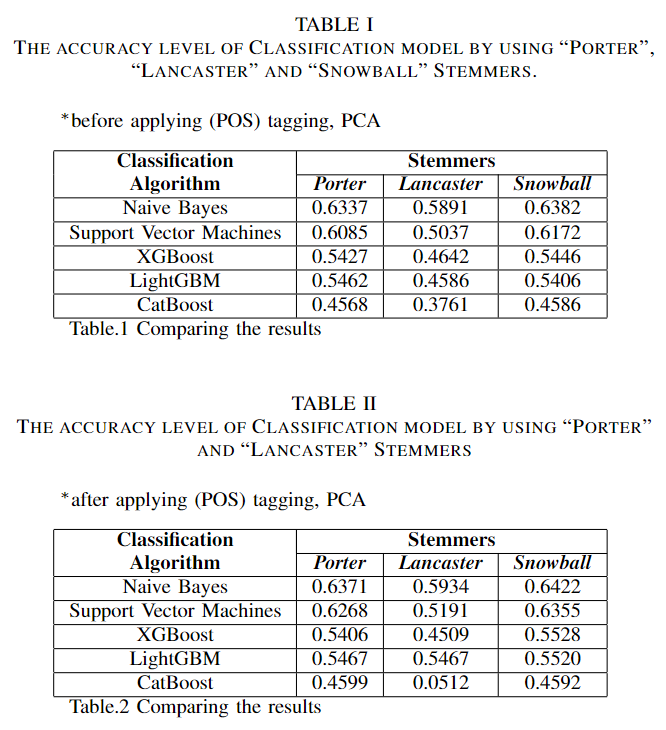 TABLE I
THE ACCURACY LEVEL OF CLASSIFICATION MODEL BY USING “PORTER”,
“LANCASTER” AND “SNOWBALL” STEMMERS.
*before applying (POS) tagging, PCA
Classification Algorithm Stemmers
Porter Lancaster Snowball
Naive Bayes 0.6337 0.5891 0.6382
Support Vector Machines 0.6085 0.5037 0.6172
XGBoost 0.5427 0.4642 0.5446
LightGBM 0.5462 0.4586 0.5406
CatBoost 0.4568 0.3761 0.4586
Table.1 Comparing the results
TABLE II
THE ACCURACY LEVEL OF CLASSIFICATION MODEL BY USING “PORTER”
AND “LANCASTER” STEMMERS
*after applying (POS) tagging, PCA
Classification Algorithm Stemmers
Porter Lancaster Snowball
Naive Bayes 0.6371 0.5934 0.6422
Support Vector Machines 0.6268 0.5191 0.6355
XGBoost 0.5406 0.4509 0.5528
LightGBM 0.5467 0.5467 0.5520
CatBoost 0.4599 0.0512 0.4592
Table.2 Comparing the results